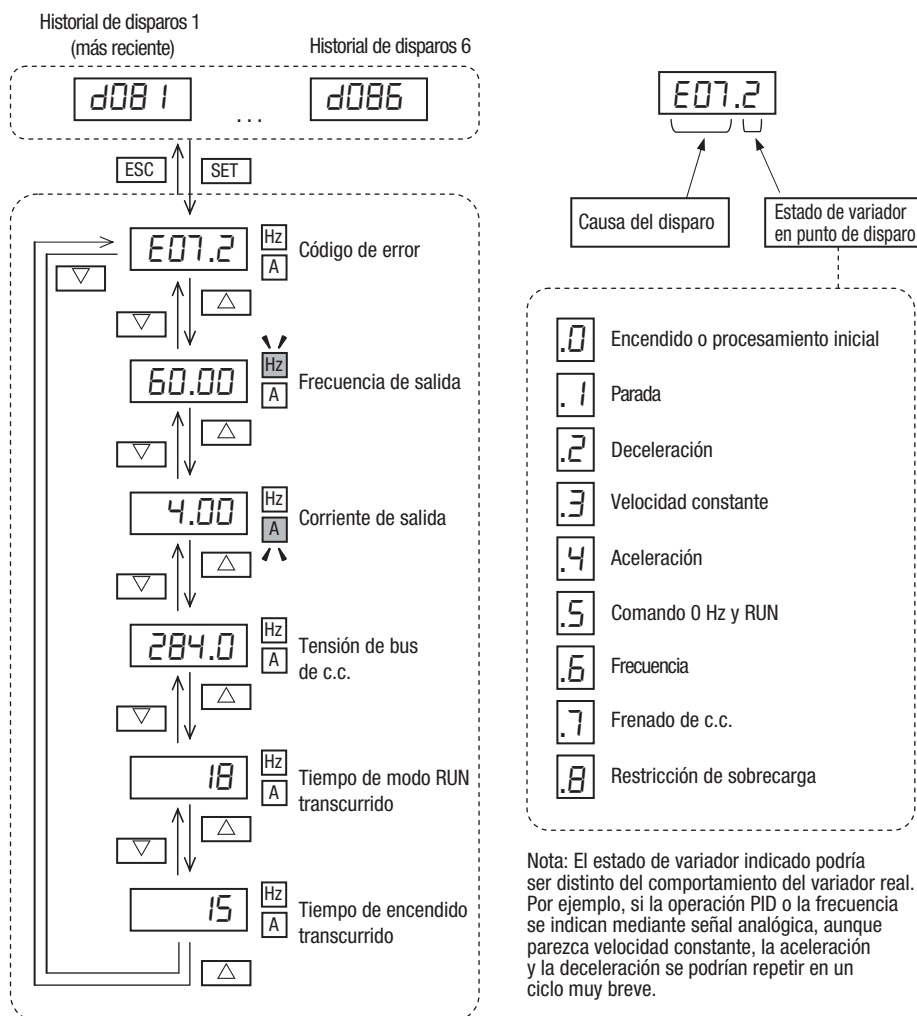 Historial de disparos 1
(más reciente)
Historial de disparos 6
d081
...
d086
ESC
SET
E07.2
Hz
A
Código de error
60.00
Hz
A
Frecuencia de salida
4.00
Hz
A
Corriente de salida
284.0
Hz
A
Tensión de bus
de c.c.
18
Hz
A
Tiempo de modo RUN
transcurrido
15
Hz
A
Tiempo de encendido
transcurrido
E07.2
Causa del disparo
Estado de variador
en punto de disparo
.0 Encendido o procesamiento inicial
.1 Parada
.2 Deceleración
.3 Velocidad constante
.4 Aceleración
.5 Comando 0 Hz y RUN
.6 Frecuencia
.7 Frenado de c.c.
.8 Restricción de sobrecarga
Nota: El estado de variador indicado podría
ser distinto del comportamiento del variador real.
Por ejemplo, si la operación PID o la frecuencia
se indican mediante señal analógica, aunque
parezca velocidad constante, la aceleración
y la deceleración se podrían repetir en un
ciclo muy breve.